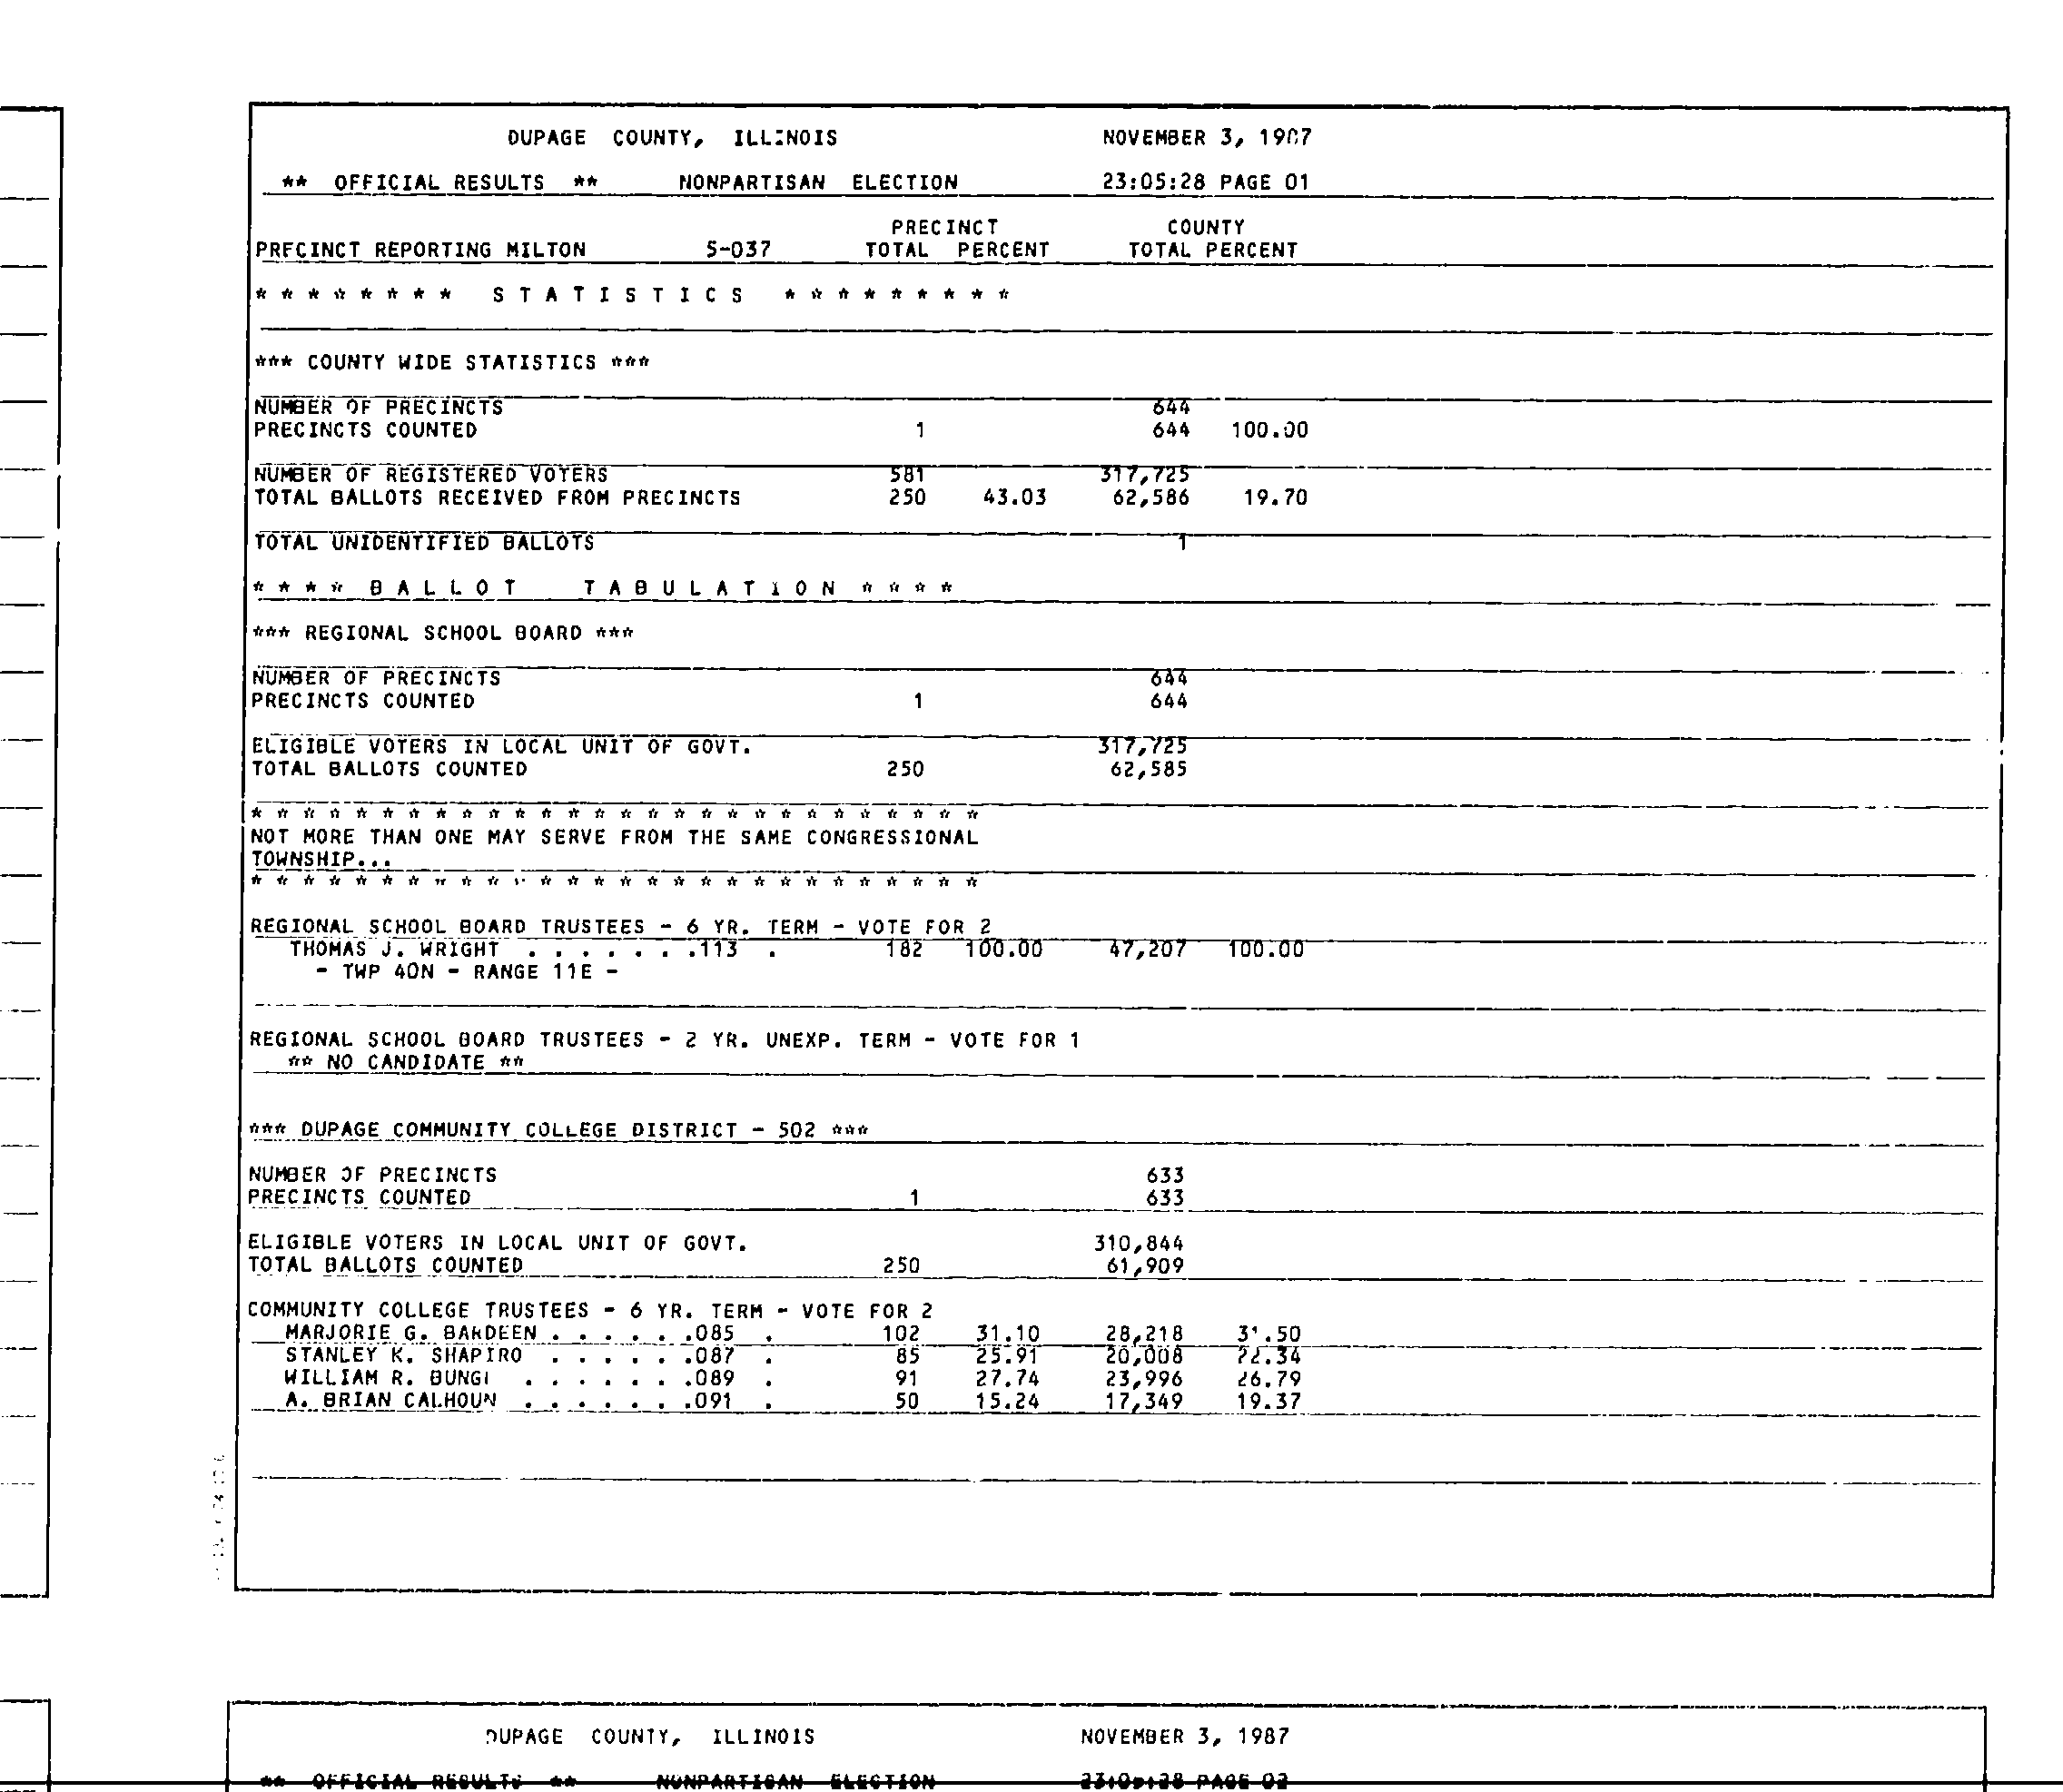 DUPAGE COUNTY, ILLINOIS NOVEMBER 3, 1987
** OFFICIAL RESULTS ** NONPARTISAN ELECTION 23:05:28 PAGE 01
PRECINCT COUNTY
PRECINCT REPORTING MILTON S-037 TOTAL PERCENT TOTAL PERCENT
* * * * * * * * S T A T I S T I C S * * * * * * * * *
*** COUNTY WIDE STATISTICS ***
NUMBER OF PRECINCTS 644
PRECINCTS COUNTED 1 644 100.00
NUMBER OF REGISTERED VOTERS 581 317,725
TOTAL BALLOTS RECEIVED FROM PRECINCTS 250 43.03 62,586 19.70
TOTAL UNIDENTIFIED BALLOTS 1
* * * * B A L L O T T A B U L A T I O N * * * *
*** REGIONAL SCHOOL BOARD ***
NUMBER OF PRECINCTS 644
PRECINCTS COUNTED 1 644
ELIGIBLE VOTERS IN LOCAL UNIT OF GOVT. 317,725
TOTAL BALLOTS COUNTED 250 62,585
* * * * * * * * * * * * * * * * * * * * * * * * * * * *
NOT MORE THAN ONE MAY SERVE FROM THE SAME CONGRESSIONAL
TOWNSHIP...
* * * * * * * * * * * * * * * * * * * * * * * * * * * *
REGIONAL SCHOOL BOARD TRUSTEES - 6 YR. TERM - VOTE FOR 2
THOMAS J. WRIGHT . . . . . . .113 . 182 100.00 47,207 100.00
- TWP 40N - RANGE 11E -
REGIONAL SCHOOL BOARD TRUSTEES - 2 YR. UNEXP. TERM - VOTE FOR 1
** NO CANDIDATE **
*** DUPAGE COMMUNITY COLLEGE DISTRICT - 502 ***
NUMBER OF PRECINCTS 633
PRECINCTS COUNTED 1 633
ELIGIBLE VOTERS IN LOCAL UNIT OF GOVT. 310,844
TOTAL BALLOTS COUNTED 250 61,909
COMMUNITY COLLEGE TRUSTEES - 6 YR. TERM - VOTE FOR 2
MARJORIE G. BARDEEN . . . . . .085 . 102 31.10 28,218 31.50
STANLEY K. SHAPIRO . . . . . .087 . 85 25.91 20,008 22.34
WILLIAM R. BUNGE . . . . . . .089 . 91 27.74 23,996 26.79
A. BRIAN CALHOUN . . . . . . .091 . 50 15.24 17,349 19.37
DUPAGE COUNTY, ILLINOIS NOVEMBER 3, 1987
** OFFICIAL RESULTS ** NONPARTISAN ELECTION 23:05:28 PAGE 02